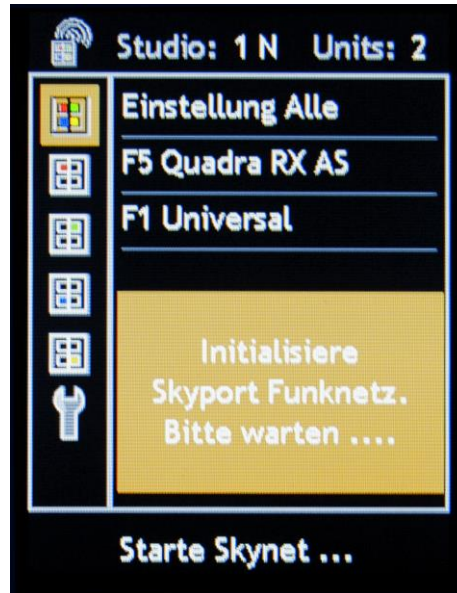 Studio: 1 N Units: 2
Einstellung Alle
F5 Quadra RX AS
F1 Universal
Initialisiere
Skyport Funknetz.
Bitte warten ....
Starte Skynet ...